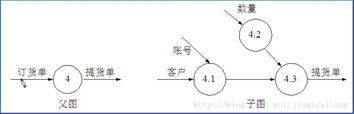 数量
4.2
账号
订货单
4
提货单
客户
4.1
4.3
提货单
父图
子图
http://blog.csdn.net/jiuqiyuliang